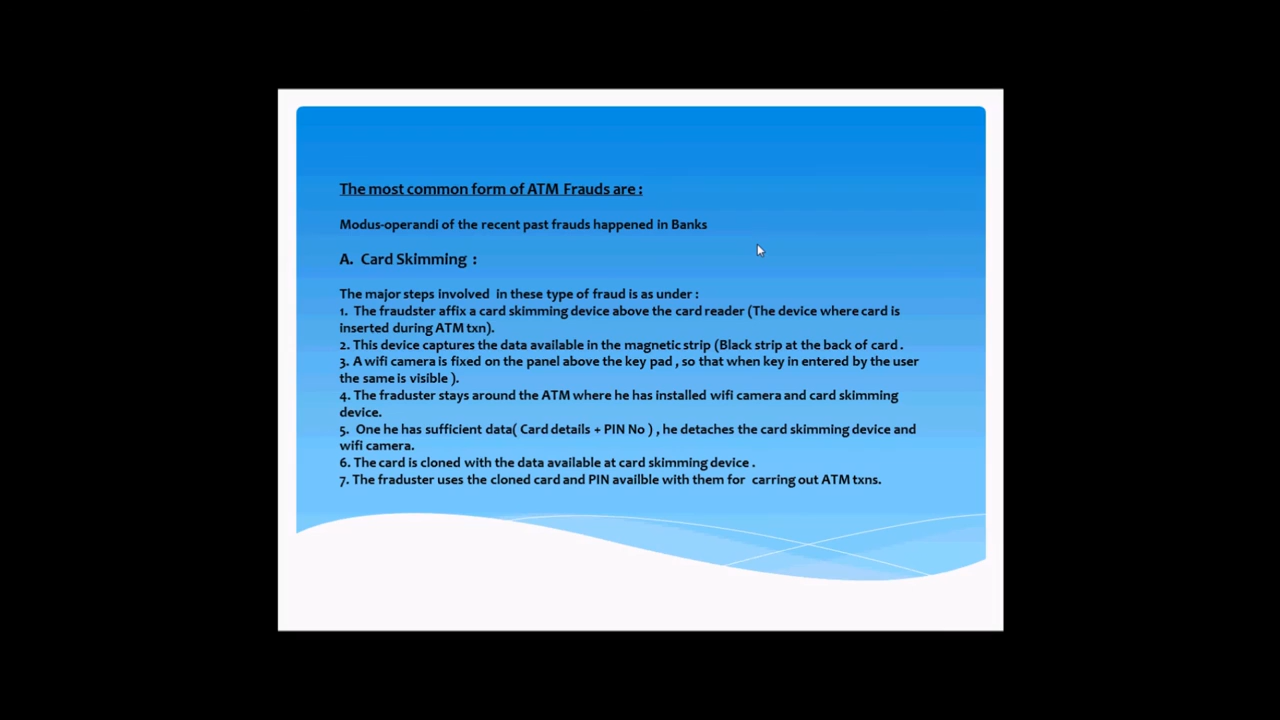 The most common form of ATM Frauds are :
Modus-operandi of the recent past frauds happened in Banks
A. Card Skimming :
The major steps involved in these type of fraud is as under :
1. The fraudster affix a card skimming device above the card reader (The device where card is
inserted during ATM txn).
2. This device captures the data available in the magnetic strip (Black strip at the back of card .
3. A wifi camera is fixed on the panel above the key pad , so that when key in entered by the user
the same is visible ).
4. The fraduster stays around the ATM where he has installed wifi camera and card skimming
device.
5. One he has sufficient data( Card details + PIN No ) , he detaches the card skimming device and
wifi camera.
6. The card is cloned with the data available at card skimming device .
7. The fraduster uses the cloned card and PIN availble with them for carrying out ATM txns.